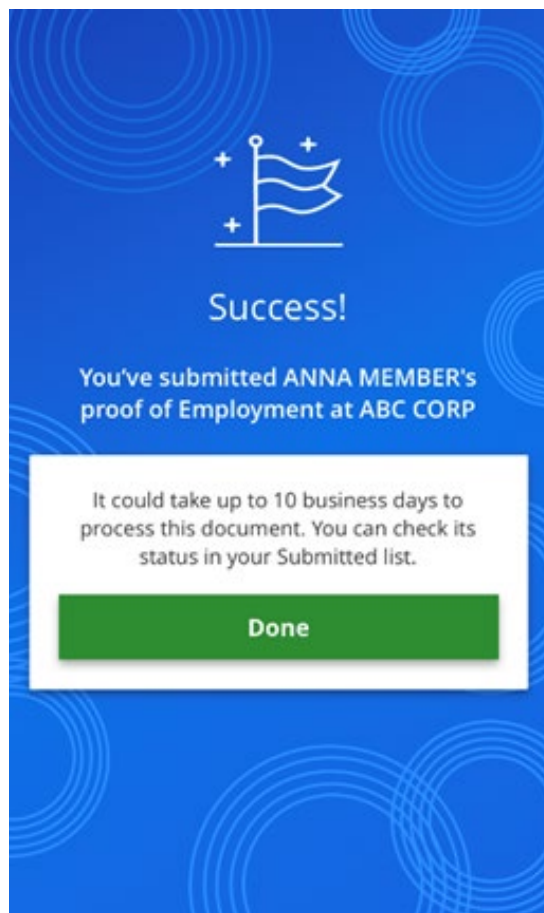 Success!
You've submitted ANNA MEMBER's
proof of Employment at ABC CORP
It could take up to 10 business days to
process this document. You can check its
status in your Submitted list.
Done